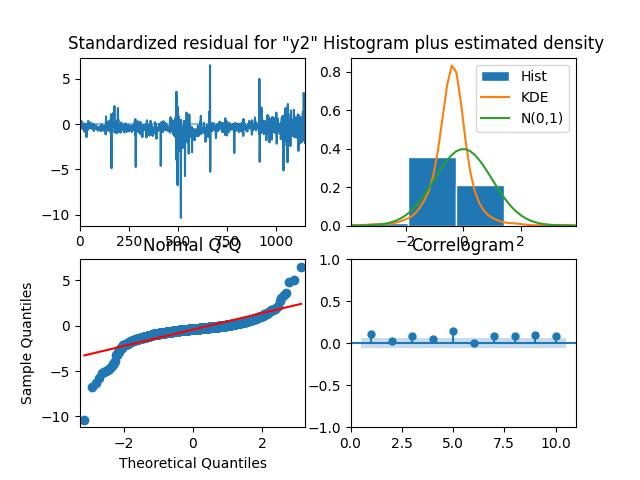 Standardized residual for "y2"
Histogram plus estimated density
5
0
−5
−10
0 250 500 750 1000
0.8
0.6
0.4
0.2
0.0
−2 0 2
Hist
KDE
N(0,1)
Normal Q-Q
Correlogram
Sample Quantiles
5
0
−5
−10
−2 0 2
Theoretical Quantiles
1.0
0.5
0.0
−0.5
−1.0
0.0 2.5 5.0 7.5 10.0